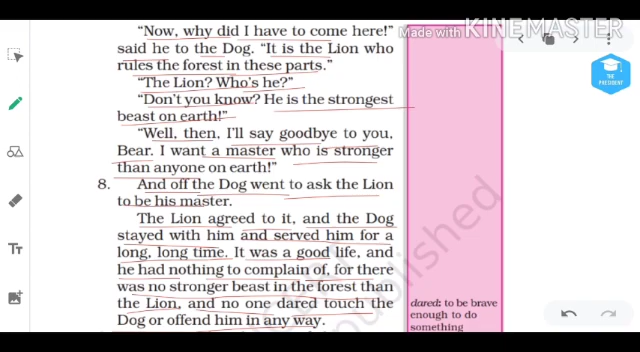 "Now, why did I have to come here!"
Made with KINEMASTER
said he to the Dog. "It is the Lion who
rules the forest in these parts."
"The Lion? Who's he?"
"Don't you know? He is the strongest
beast on earth!"
"Well, then, I'll say goodbye to you,
Bear. I want a master who is stronger
than anyone on earth!"
8. And off the Dog went to ask the Lion
to be his master.
The Lion agreed to it, and the Dog
stayed with him and served him for a
long, long time. It was a good life, and
he had nothing to complain of, for there
was no stronger beast in the forest than
the Lion, and no one dared touch the
Dog or offend him in any way.
dared: to be brave
enough to do
something
published
THE
PRESIDENT
TT